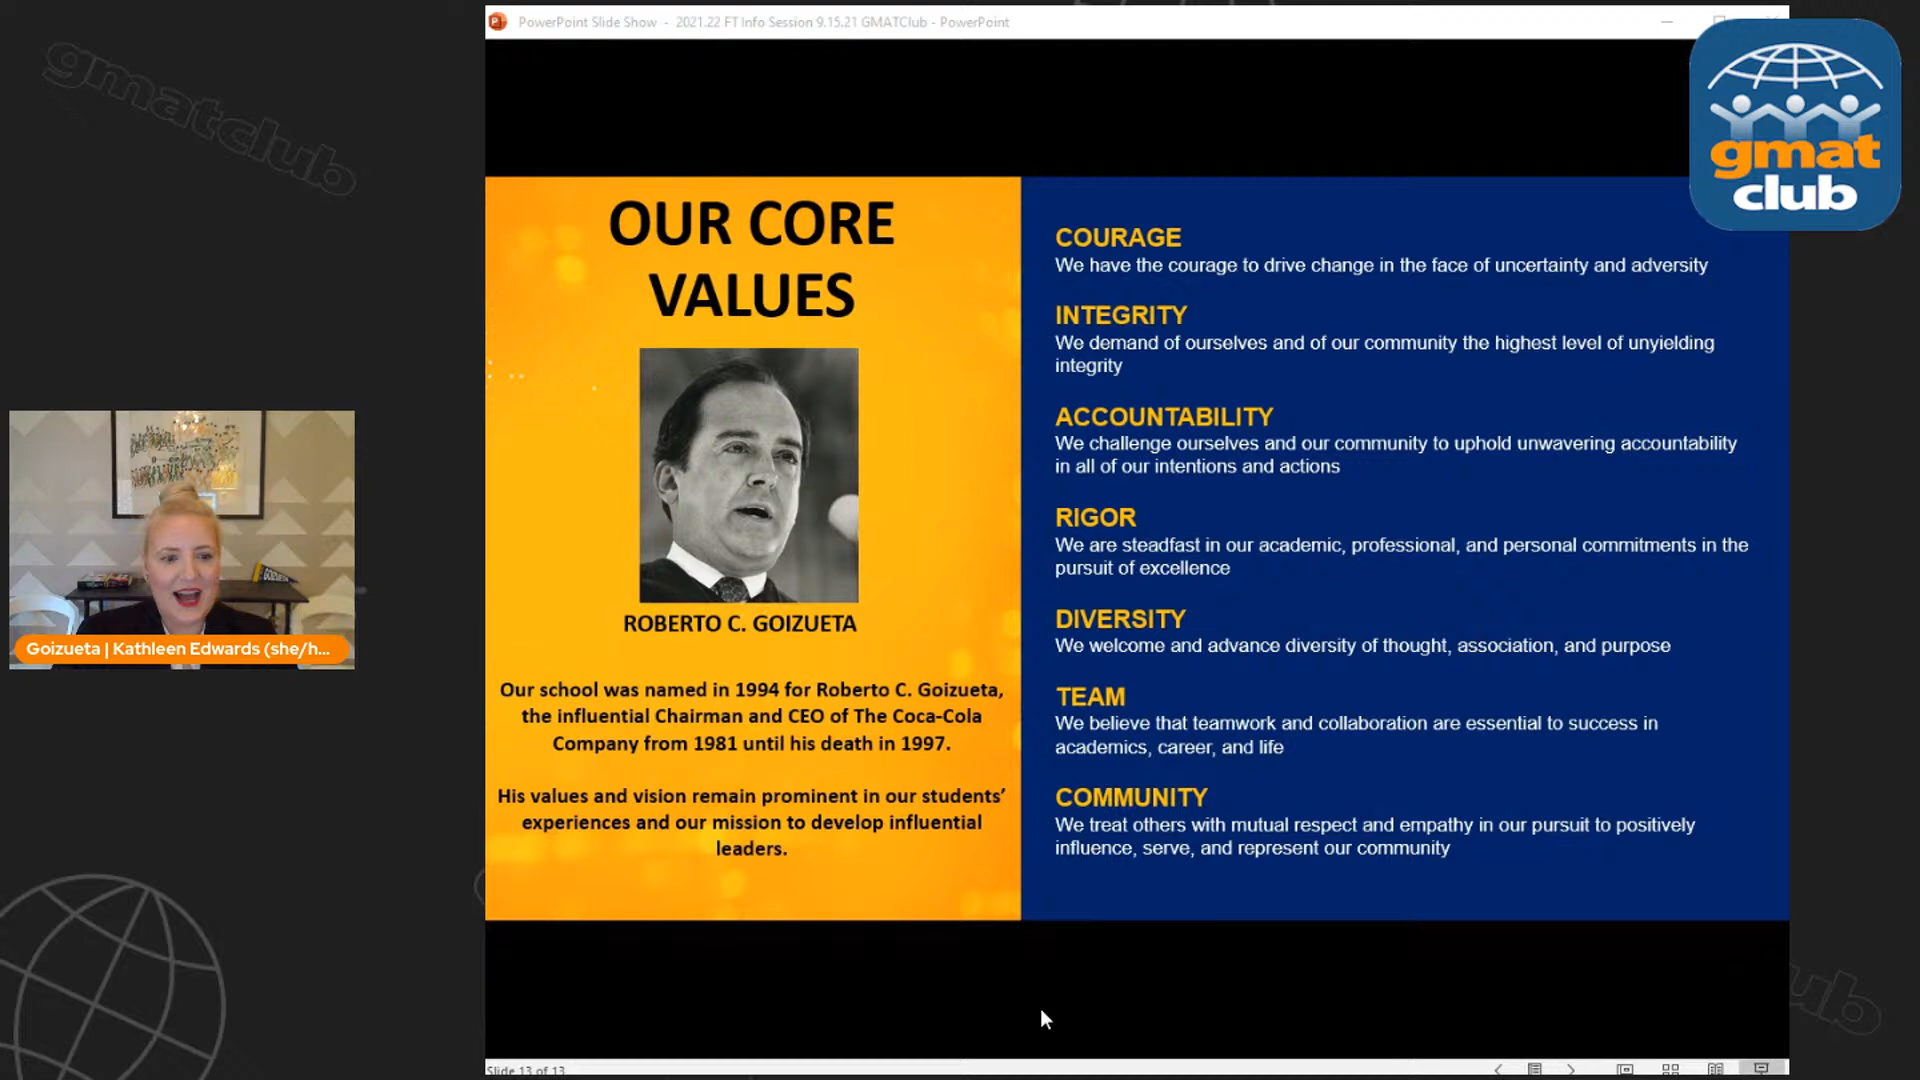 PowerPoint Slide Show - 2021.22 FT Info Session 9.15.21 GMATClub - PowerPoint
gmatclub
gmat
club
OUR CORE
VALUES
ROBERTO C. GOIZUETA
Our school was named in 1994 for Roberto C. Goizueta,
the influential Chairman and CEO of The Coca-Cola
Company from 1981 until his death in 1997.
His values and vision remain prominent in our students’
experiences and our mission to develop influential
leaders.
COURAGE
We have the courage to drive change in the face of uncertainty and adversity
INTEGRITY
We demand of ourselves and of our community the highest level of unyielding
integrity
ACCOUNTABILITY
We challenge ourselves and our community to uphold unwavering accountability
in all of our intentions and actions
RIGOR
We are steadfast in our academic, professional, and personal commitments in the
pursuit of excellence
DIVERSITY
We welcome and advance diversity of thought, association, and purpose
TEAM
We believe that teamwork and collaboration are essential to success in
academics, career, and life
COMMUNITY
We treat others with mutual respect and empathy in our pursuit to positively
influence, serve, and represent our community
Goizueta | Kathleen Edwards (she/h...
Slide 13 of 13